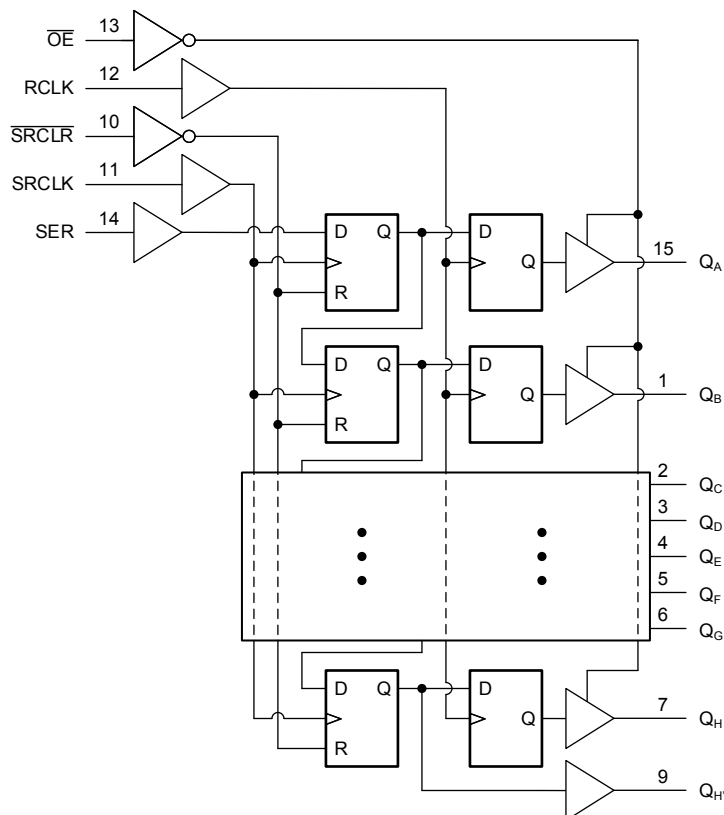 OE 13
RCLK 12
SRCLR 10
SRCLK 11
SER 14
D Q D
Q 15 QA
R
D Q D
Q 1 QB
R
2 QC
3 QD
4 QE
5 QF
6 QG
D Q D
Q 7 QH
R
9 QH'